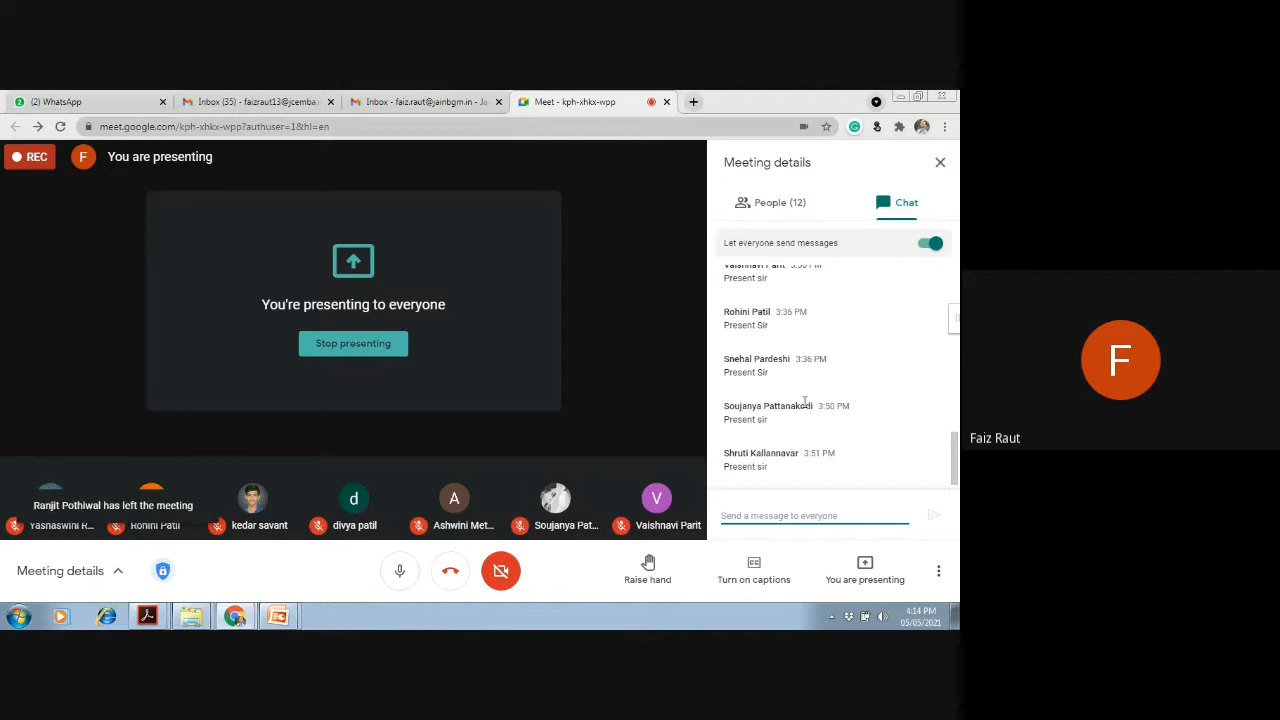 (2) WhatsApp
Inbox (35) - faizraut13@jcemba.
Inbox - faiz.raut@jainbgm.in - Ja
Meet - kph-xhkx-wpp
meet.google.com/kph-xhkx-wpp?authuser=1&hl=en
REC
F
You are presenting
You're presenting to everyone
Stop presenting
Meeting details
People (12)
Chat
Let everyone send messages
Vaishnavi Parit
Present sir
Rohini Patil 3:36 PM
Present Sir
Snehal Pardeshi 3:36 PM
Present Sir
Soujanya Pattanakodi 3:50 PM
Present sir
Shruti Kallannavar 3:51 PM
Present sir
Send a message to everyone
Ranjit Pothiwal has left the meeting
d
A
V
Yashaswini R...
Rohini Patil
kedar savant
divya patil
Ashwini Met...
Soujanya Pat...
Vaishnavi Parit
Meeting details
Raise hand
CC
Turn on captions
You are presenting
4:14 PM
05/05/2021
F
Faiz Raut